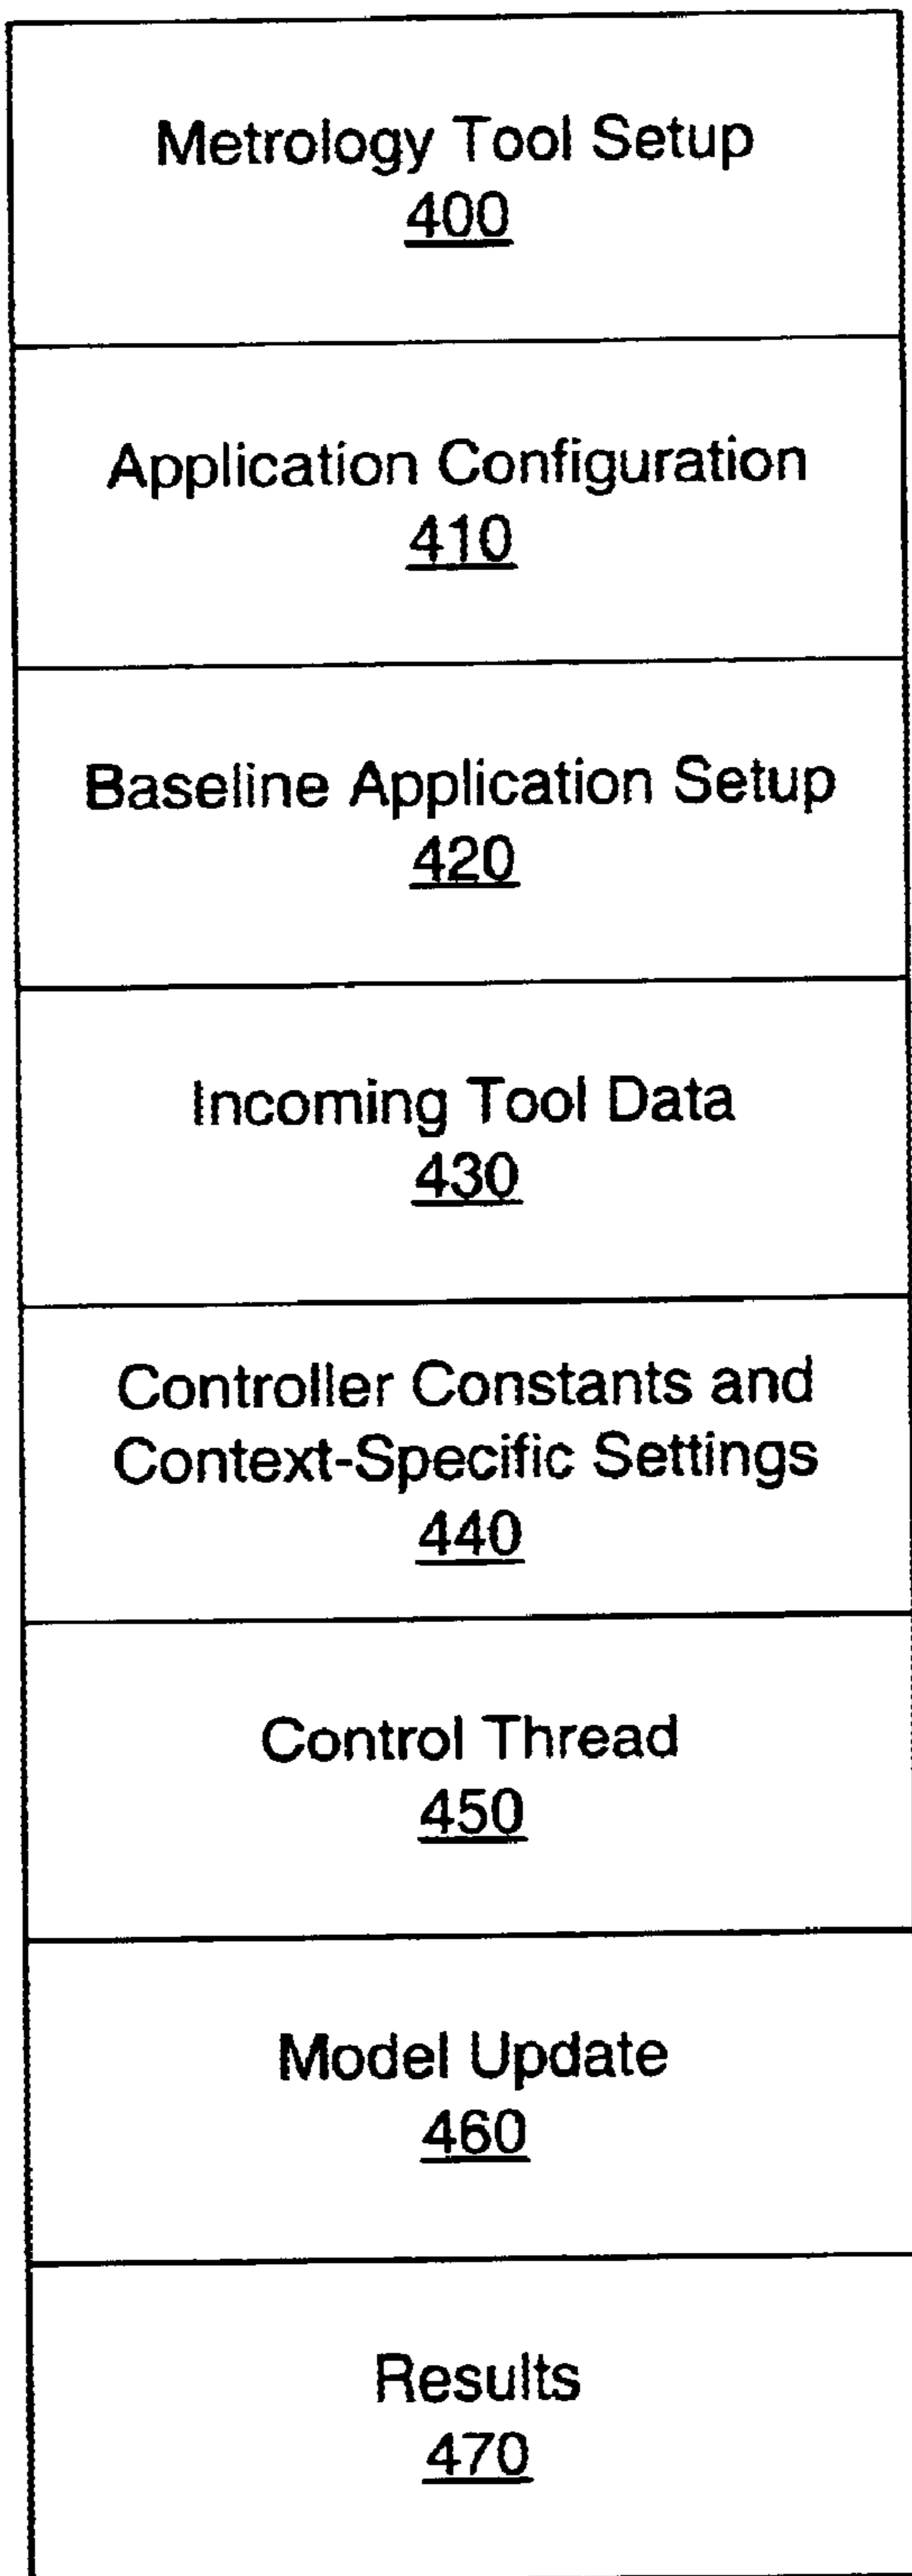 Metrology Tool Setup
400
Application Configuration
410
Baseline Application Setup
420
Incoming Tool Data
430
Controller Constants and
Context-Specific Settings
440
Control Thread
450
Model Update
460
Results
470